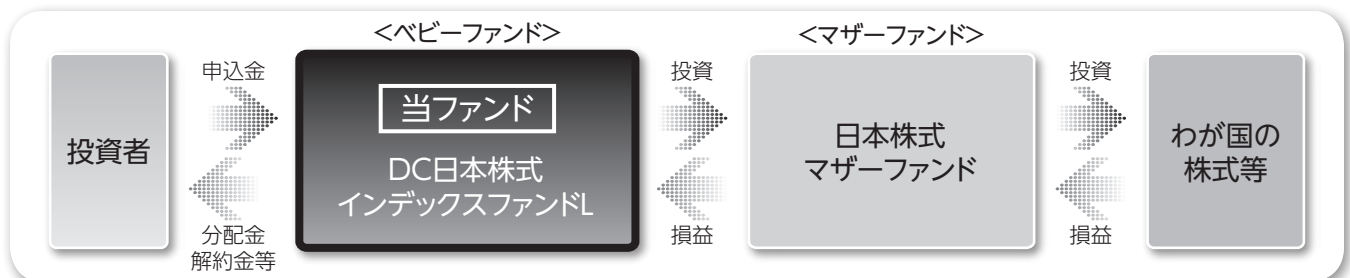 <ベビーファンド>
<マザーファンド>
投資者
申込金
分配金
解約金等
当ファンド
DC日本株式
インデックスファンドL
投資
損益
日本株式
マザーファンド
投資
損益
わが国の
株式等